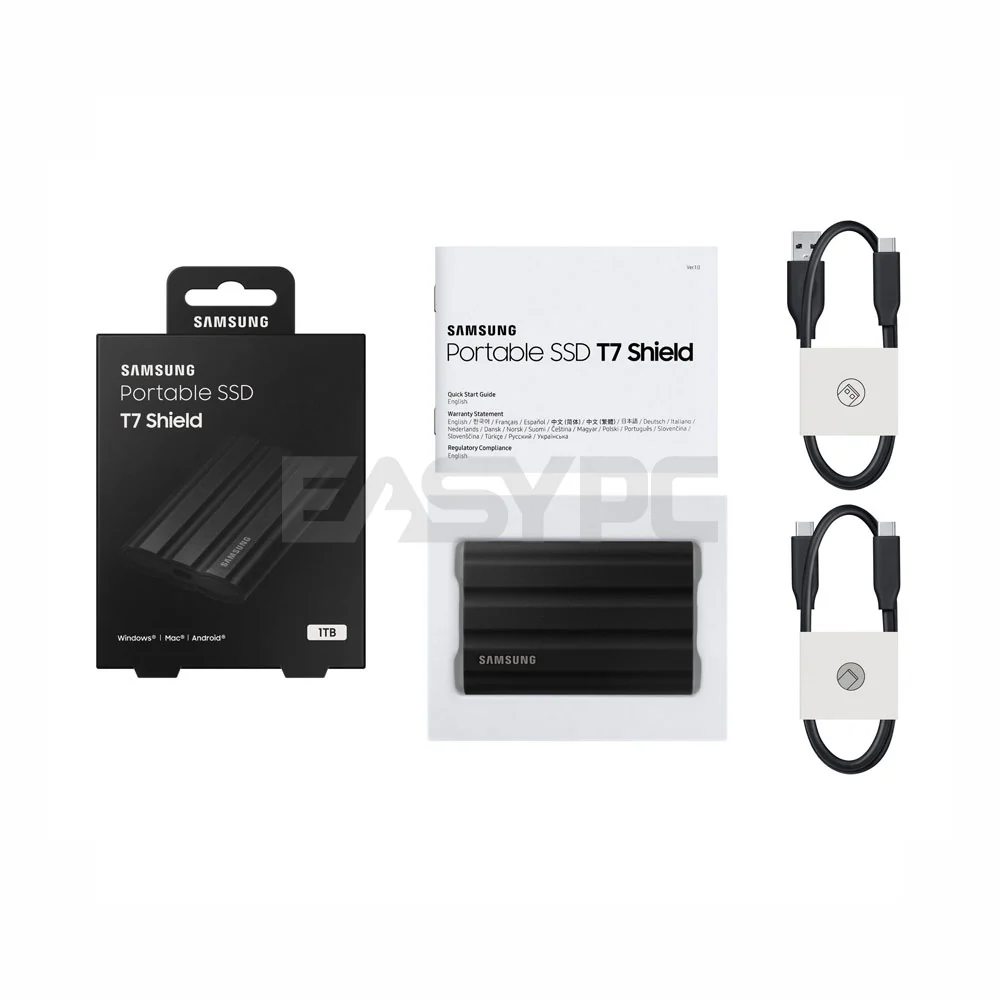 SAMSUNG
SAMSUNG
Portable SSD
T7 Shield
SAMSUNG
Windows® | Mac® | Android®
1TB
Ver 1.0
SAMSUNG
Portable SSD T7 Shield
Quick Start Guide
English
Warranty Statement
English / 한국어 / Français / Español / 中文 (简体) / 中文 (繁體) / 日本語 / Deutsch / Italiano /
Nederlands / Dansk / Norsk / Suomi / Čeština / Magyar / Polski / Português / Slovenčina /
Slovenščina / Türkçe / Русский / Українська
Regulatory Compliance
English
EASYPC
SAMSUNG